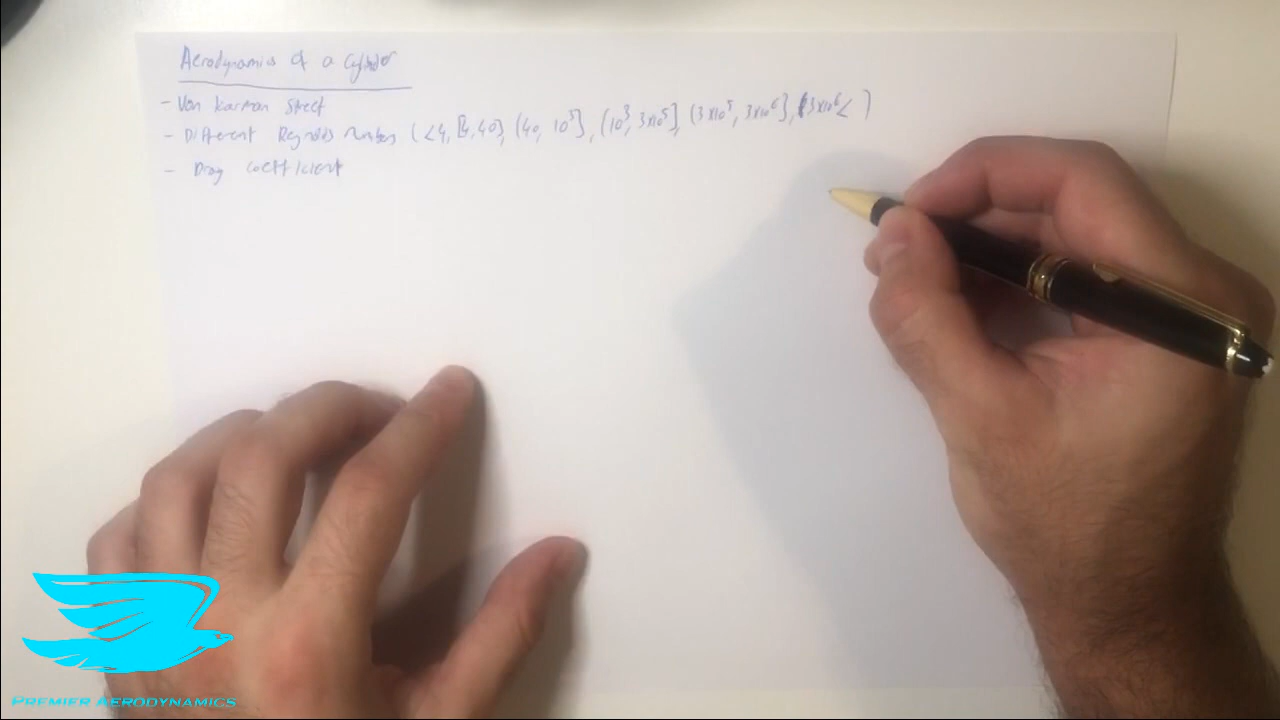 Aerodynamics of a Cylinder
- Von Karman Street
- Different Reynolds Numbers (<4, [4,40], (40, 10³], (10³, 3x10⁵], (3x10⁵, 3x10⁶], (3x10⁶< )
- Drag Coefficient
PREMIER AERODYNAMICS